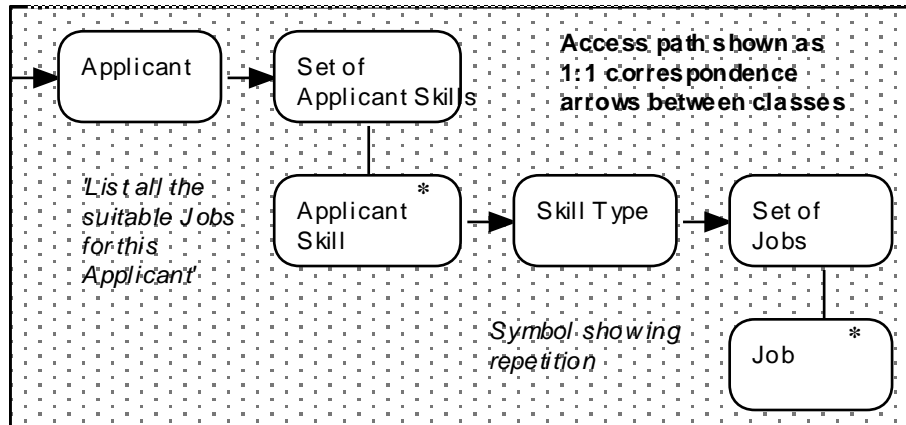 Applicant
Set of
Applicant Skills
Access path shown as
1:1 correspondence
arrows between classes
'List all the
suitable Jobs
for this
Applicant'
Applicant
Skill
*
Skill Type
Set of
Jobs
Symbol showing
repetition
Job
*